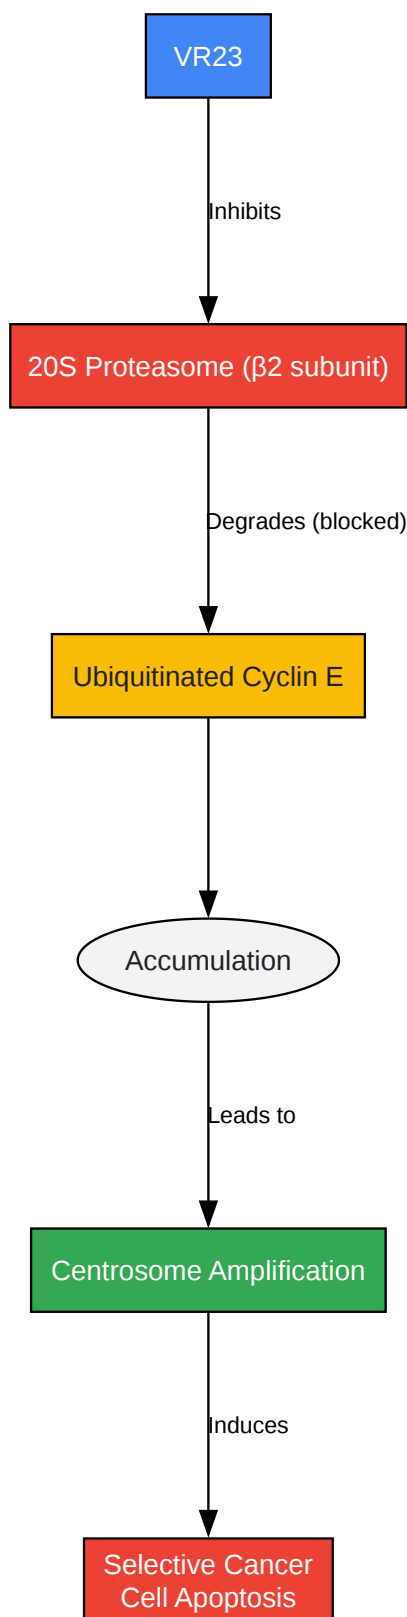 VR23
Inhibits
20S Proteasome (β2 subunit)
Degrades (blocked)
Ubiquitinated Cyclin E
Accumulation
Leads to
Centrosome Amplification
Induces
Selective Cancer
Cell Apoptosis